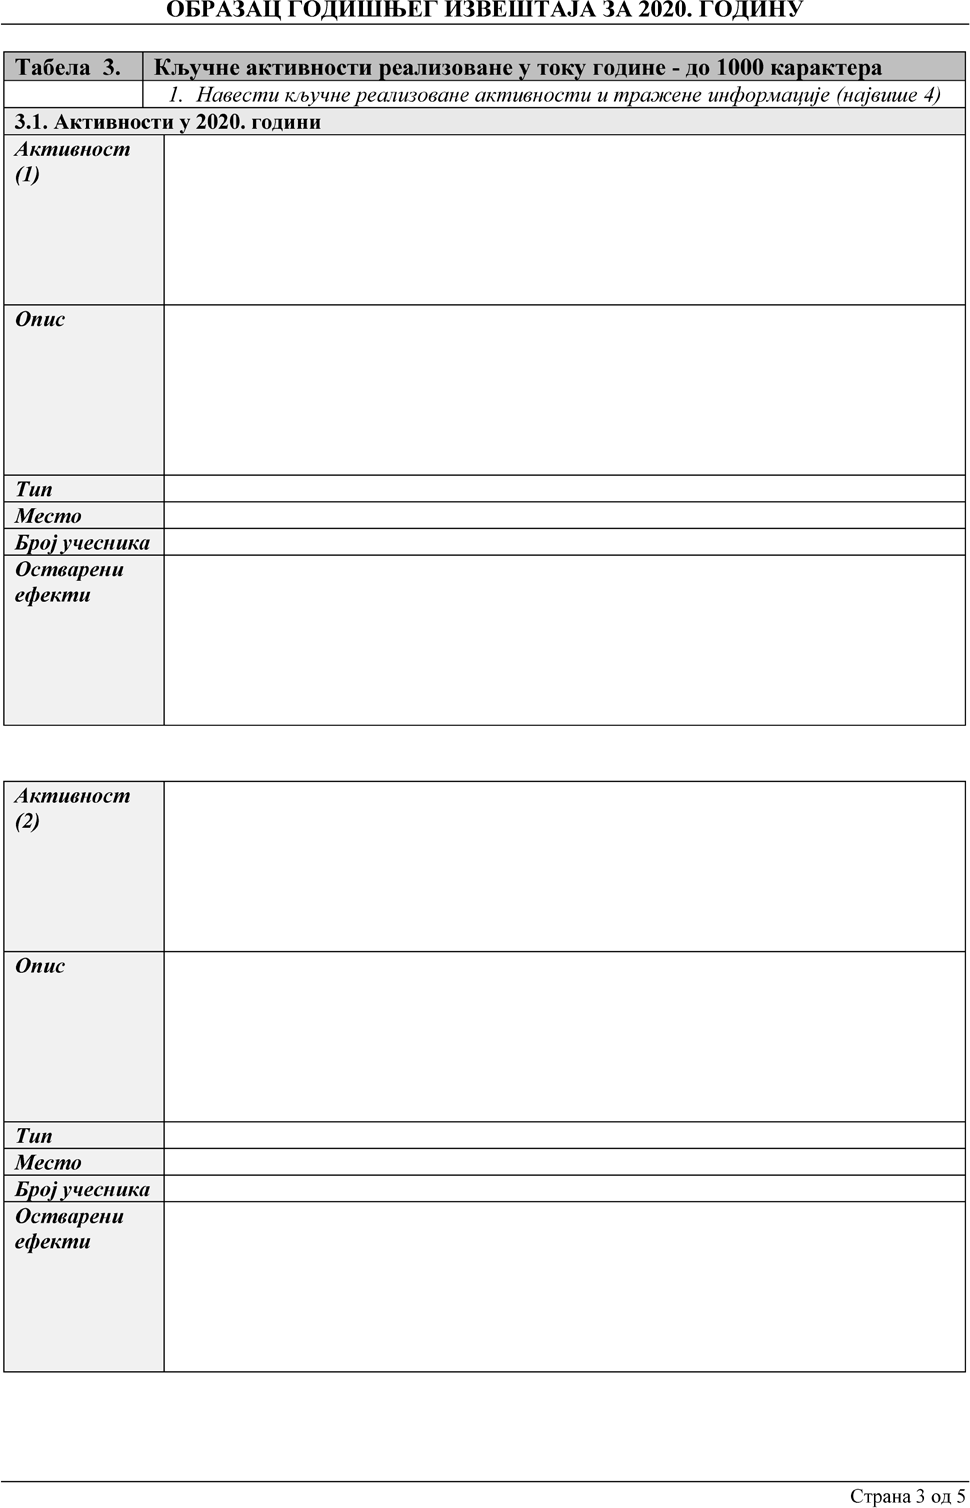 ОБРАЗАЦ ГОДИШЊЕГ ИЗВЕШТАЈА ЗА 2020. ГОДИНУ
Табела 3. Кључне активности реализоване у току године - до 1000 карактера
1. Навести кључне реализоване активности и тражене информације (највише 4)
3.1. Активности у 2020. години
Активност
(1)
Опис
Тип
Место
Број учесника
Остварени
ефекти
Активност
(2)
Опис
Тип
Место
Број учесника
Остварени
ефекти
Страна 3 од 5